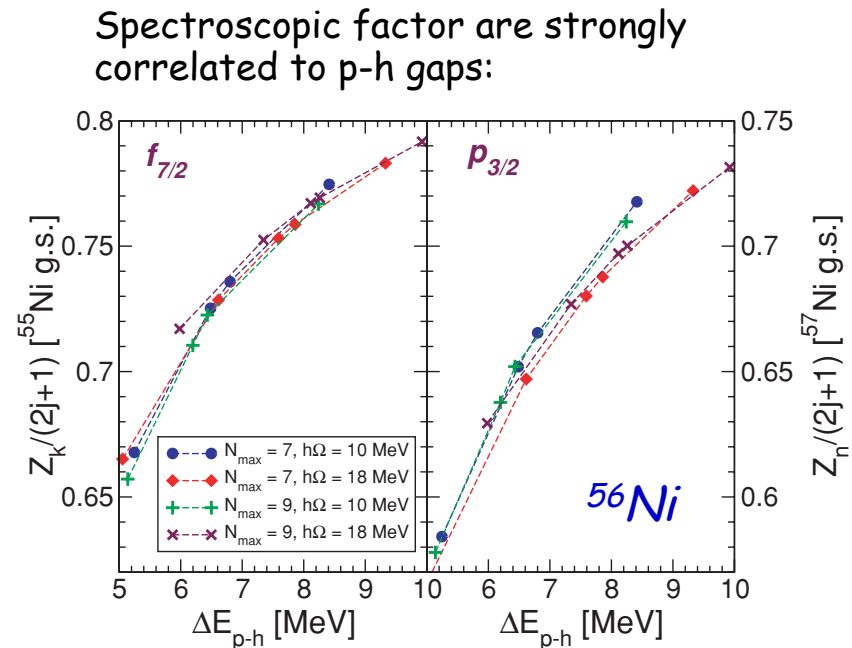 Spectroscopic factor are strongly
correlated to p-h gaps:
f7/2
p3/2
0.8
0.75
0.7
0.65
Zk/(2j+1) [55Ni g.s.]
0.75
0.7
0.65
0.6
Zn/(2j+1) [57Ni g.s.]
Nmax = 7, hΩ = 10 MeV
Nmax = 7, hΩ = 18 MeV
Nmax = 9, hΩ = 10 MeV
Nmax = 9, hΩ = 18 MeV
56Ni
5 6 7 8 9 10 6 7 8 9 10
ΔEp-h [MeV]
ΔEp-h [MeV]